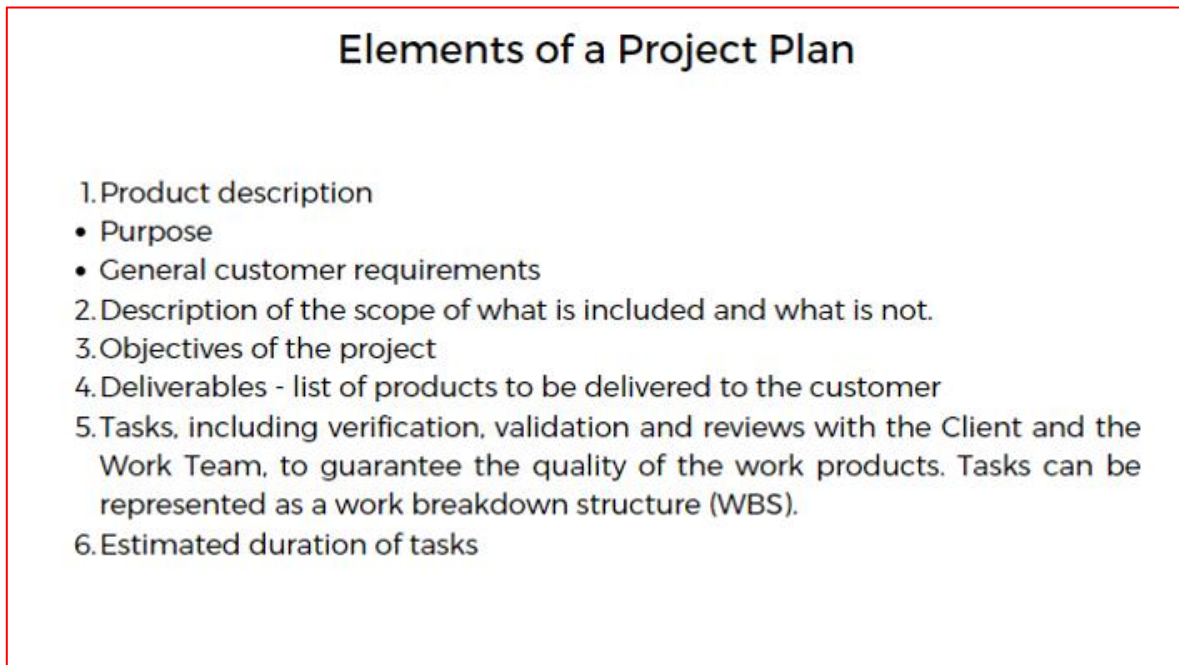 Elements of a Project Plan
1. Product description
• Purpose
• General customer requirements
2. Description of the scope of what is included and what is not.
3. Objectives of the project
4. Deliverables - list of products to be delivered to the customer
5. Tasks, including verification, validation and reviews with the Client and the
Work Team, to guarantee the quality of the work products. Tasks can be
represented as a work breakdown structure (WBS).
6. Estimated duration of tasks